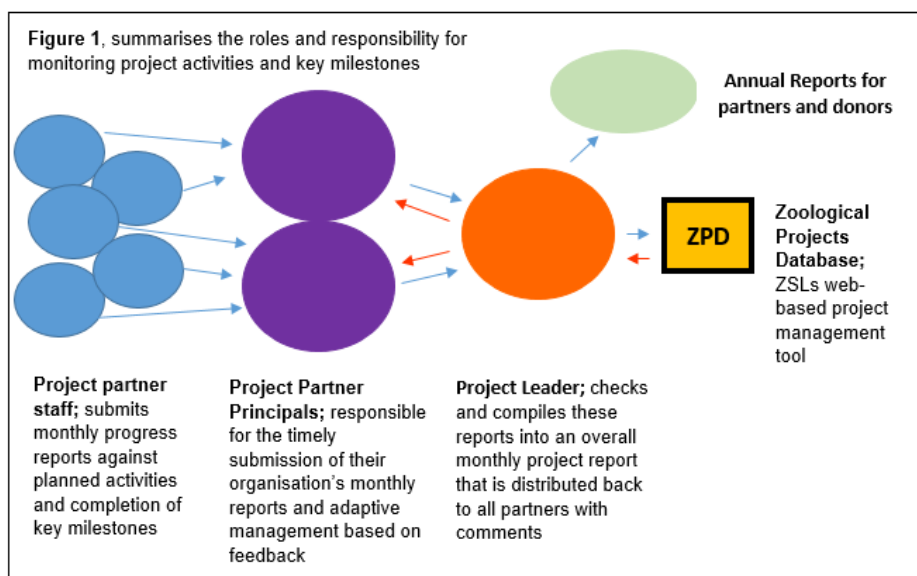 Figure 1, summarises the roles and responsibility for
monitoring project activities and key milestones
Annual Reports for
partners and donors
ZPD
Zoological
Projects
Database;
ZSLs web-
based project
management
tool
Project partner
staff; submits
monthly progress
reports against
planned activities
and completion of
key milestones
Project Partner
Principals; responsible
for the timely
submission of their
organisation's monthly
reports and adaptive
management based on
feedback
Project Leader; checks
and compiles these
reports into an overall
monthly project report
that is distributed back
to all partners with
comments